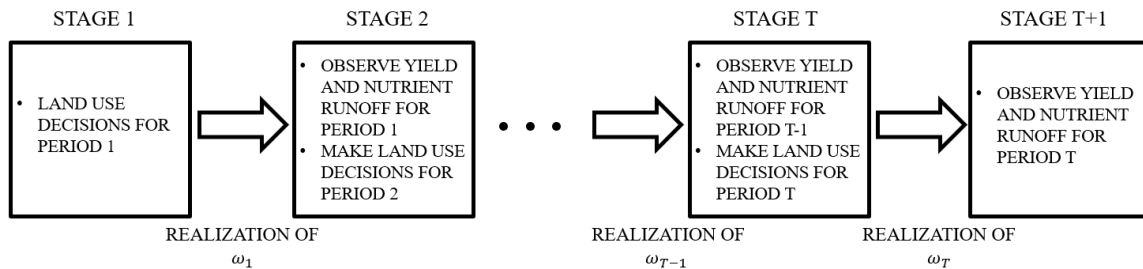 STAGE 1
STAGE 2
STAGE T
STAGE T+1
• LAND USE
DECISIONS FOR
PERIOD 1
• OBSERVE YIELD
AND NUTRIENT
RUNOFF FOR
PERIOD 1
• MAKE LAND USE
DECISIONS FOR
PERIOD 2
• • •
• OBSERVE YIELD
AND NUTRIENT
RUNOFF FOR
PERIOD T-1
• MAKE LAND USE
DECISIONS FOR
PERIOD T
• OBSERVE YIELD
AND NUTRIENT
RUNOFF FOR
PERIOD T
REALIZATION OF
ω₁
REALIZATION OF
ω_{T−1}
REALIZATION OF
ω_T